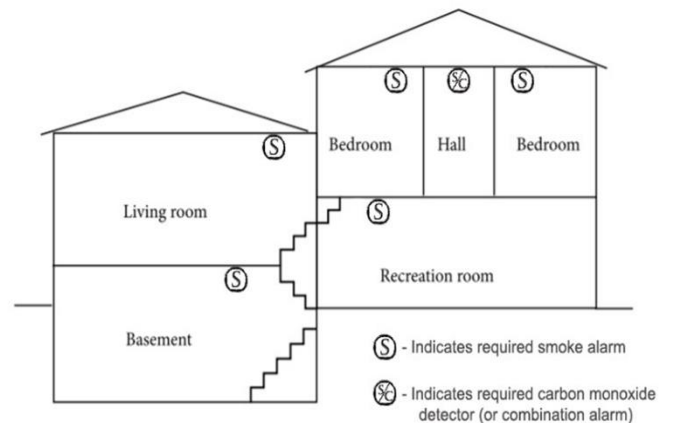 S
S/C
S
S
Bedroom
Hall
Bedroom
Living room
S
S
Recreation room
Basement
S - Indicates required smoke alarm
S/C - Indicates required carbon monoxide
detector (or combination alarm)